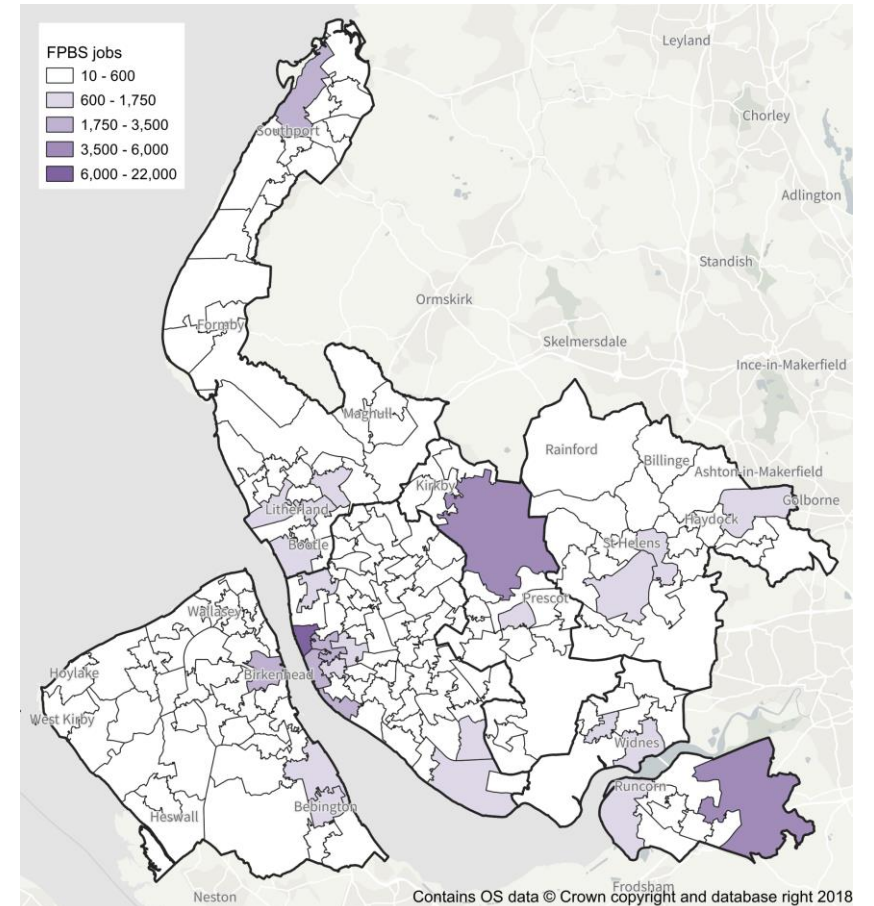 FPBS jobs
10 - 600
600 - 1,750
1,750 - 3,500
3,500 - 6,000
6,000 - 22,000
Leyland
Chorley
Southport
Adlington
Standish
Ormskirk
Formby
Skelmersdale
Ince-in-Makerfield
Maghull
Rainford
Billinge
Ashton-in-Makerfield
Kirkby
Golborne
Litherland
Haydock
Bootle
St Helens
Prescot
Wallasey
Hoylake
Birkenhead
West Kirby
Widnes
Runcorn
Bebington
Heswall
Frodsham
Neston
Contains OS data © Crown copyright and database right 2018